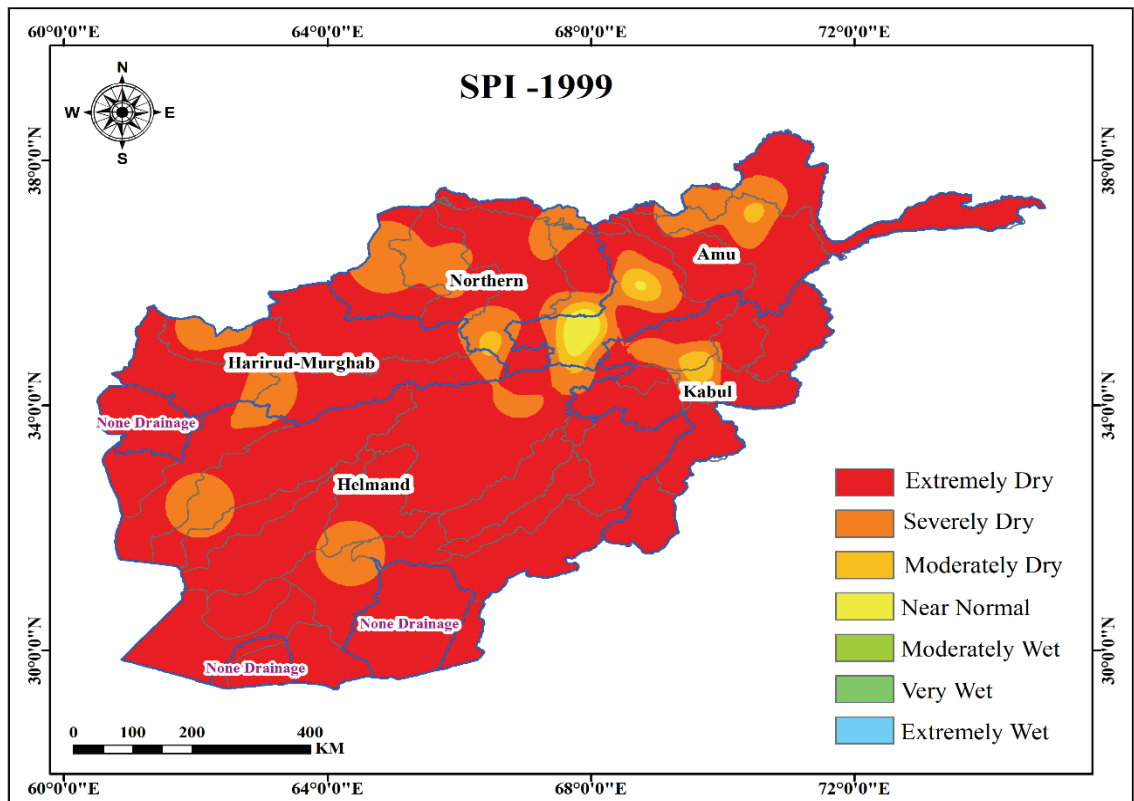 60°0'0"E 64°0'0"E 68°0'0"E 72°0'0"E
SPI -1999
N
W E
S
38°0'0"N 38°0'0"N
Amu
Northern
Harirud-Murghab
Kabul
34°0'0"N 34°0'0"N
None Drainage
Helmand
Extremely Dry
Severely Dry
Moderately Dry
Near Normal
None Drainage
Moderately Wet
30°0'0"N 30°0'0"N
None Drainage
Very Wet
Extremely Wet
0 100 200 400
KM
60°0'0"E 64°0'0"E 68°0'0"E 72°0'0"E